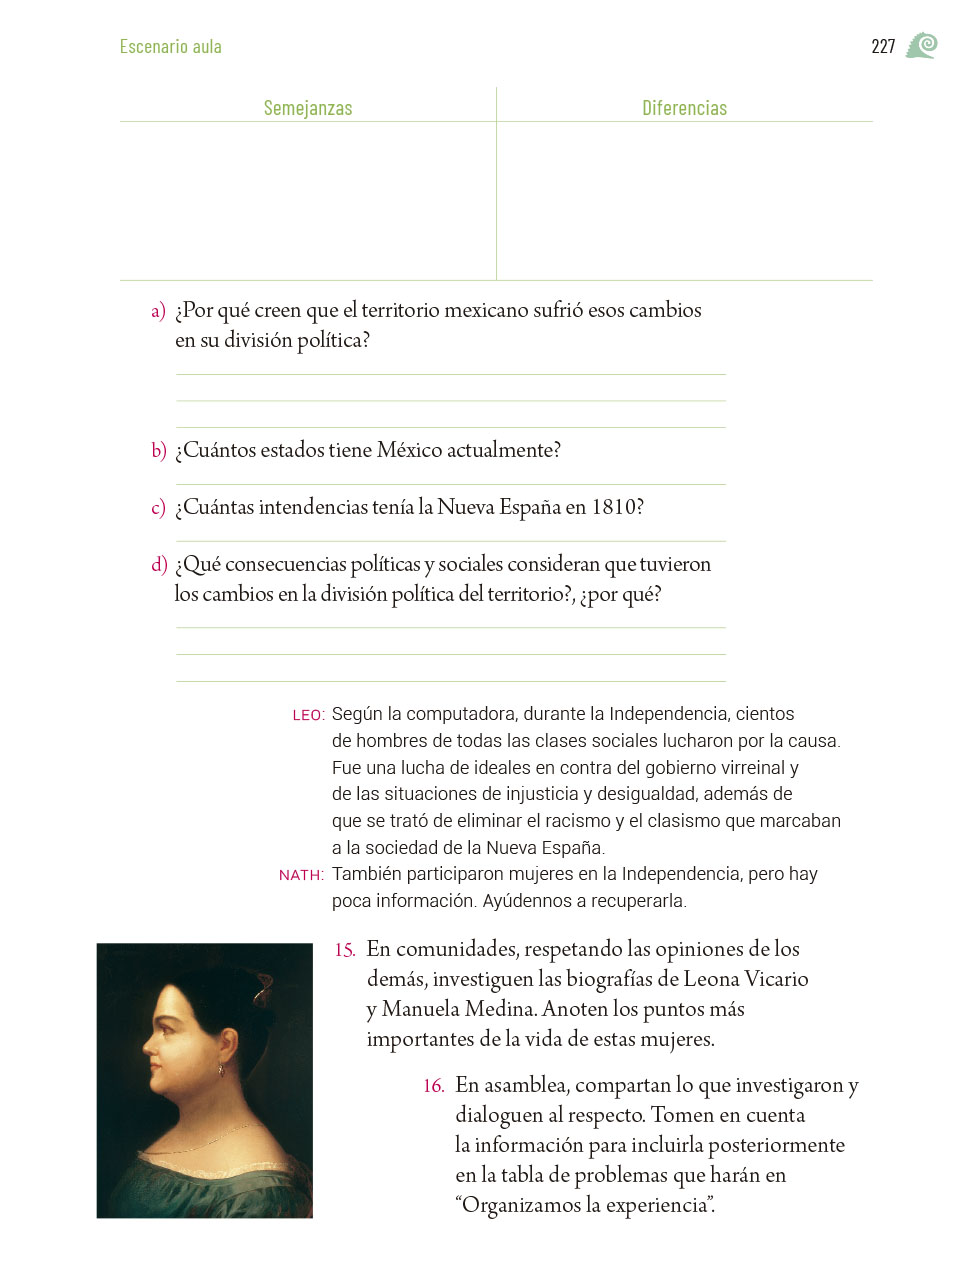 Escenario aula
227
Semejanzas
Diferencias
a) ¿Por qué creen que el territorio mexicano sufrió esos cambios
en su división política?
b) ¿Cuántos estados tiene México actualmente?
c) ¿Cuántas intendencias tenía la Nueva España en 1810?
d) ¿Qué consecuencias políticas y sociales consideran que tuvieron
los cambios en la división política del territorio?, ¿por qué?
LEO: Según la computadora, durante la Independencia, cientos
de hombres de todas las clases sociales lucharon por la causa.
Fue una lucha de ideales en contra del gobierno virreinal y
de las situaciones de injusticia y desigualdad, además de
que se trató de eliminar el racismo y el clasismo que marcaban
a la sociedad de la Nueva España.
NATH: También participaron mujeres en la Independencia, pero hay
poca información. Ayúdennos a recuperarla.
15. En comunidades, respetando las opiniones de los
demás, investiguen las biografías de Leona Vicario
y Manuela Medina. Anoten los puntos más
importantes de la vida de estas mujeres.
16. En asamblea, compartan lo que investigaron y
dialoguen al respecto. Tomen en cuenta
la información para incluirla posteriormente
en la tabla de problemas que harán en
“Organizamos la experiencia”.